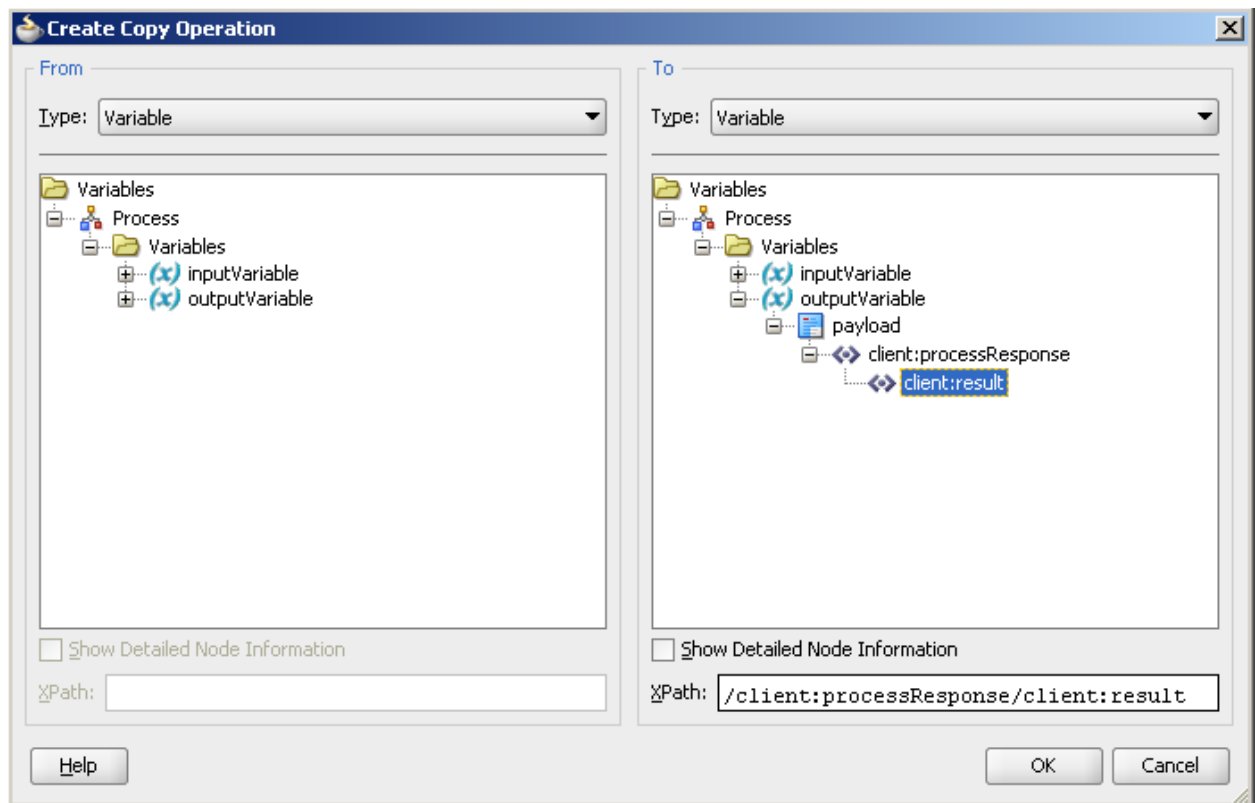 Create Copy Operation
From
Type: Variable
Variables
Process
Variables
(x) inputVariable
(x) outputVariable
Show Detailed Node Information
XPath:
To
Type: Variable
Variables
Process
Variables
(x) inputVariable
(x) outputVariable
payload
client:processResponse
client:result
Show Detailed Node Information
XPath: /client:processResponse/client:result
Help
OK Cancel